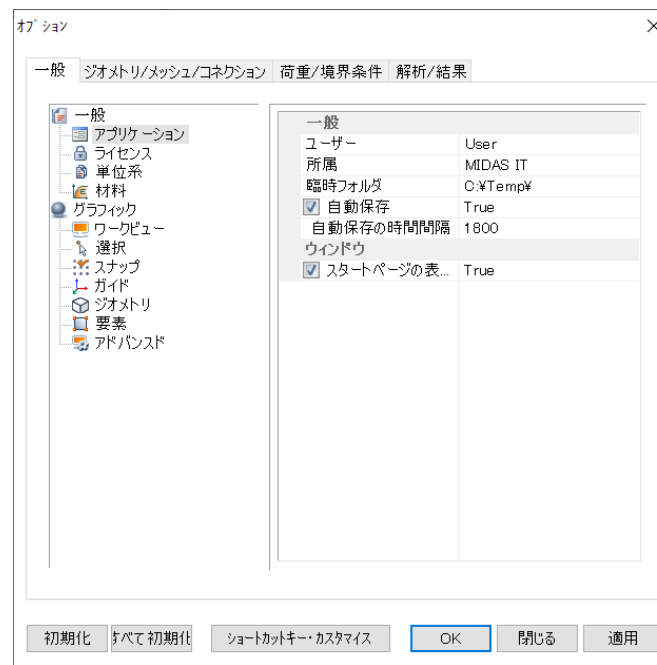 オプション
一般 ジオメトリ/メッシュ/コネクション 荷重/境界条件 解析/結果
一般
アプリケーション
ライセンス
単位系
材料
グラフィック
ワークビュー
選択
スナップ
ガイド
ジオメトリ
要素
アドバンスド
一般
ユーザー User
所属 MIDAS IT
臨時フォルダ C:¥Temp¥
自動保存 True
自動保存の時間間隔 1800
ウィンドウ
スタートページの表... True
初期化 すべて初期化 ショートカットキー・カスタマイズ OK 閉じる 適用